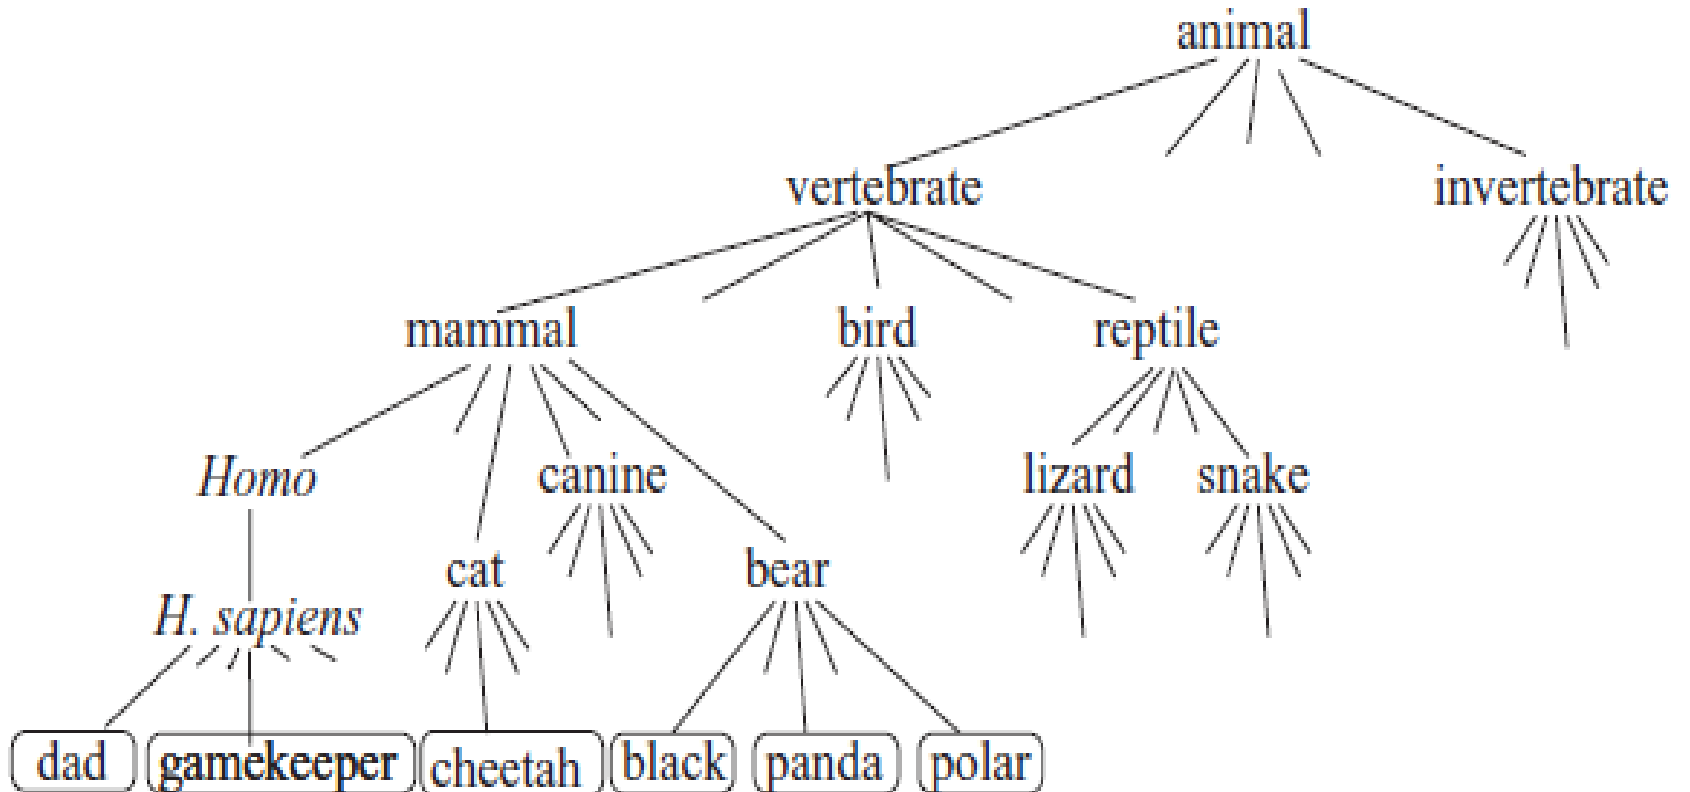 animal
vertebrate invertebrate
mammal bird reptile
Homo canine lizard snake
cat bear
H. sapiens
dad gamekeeper cheetah black panda polar